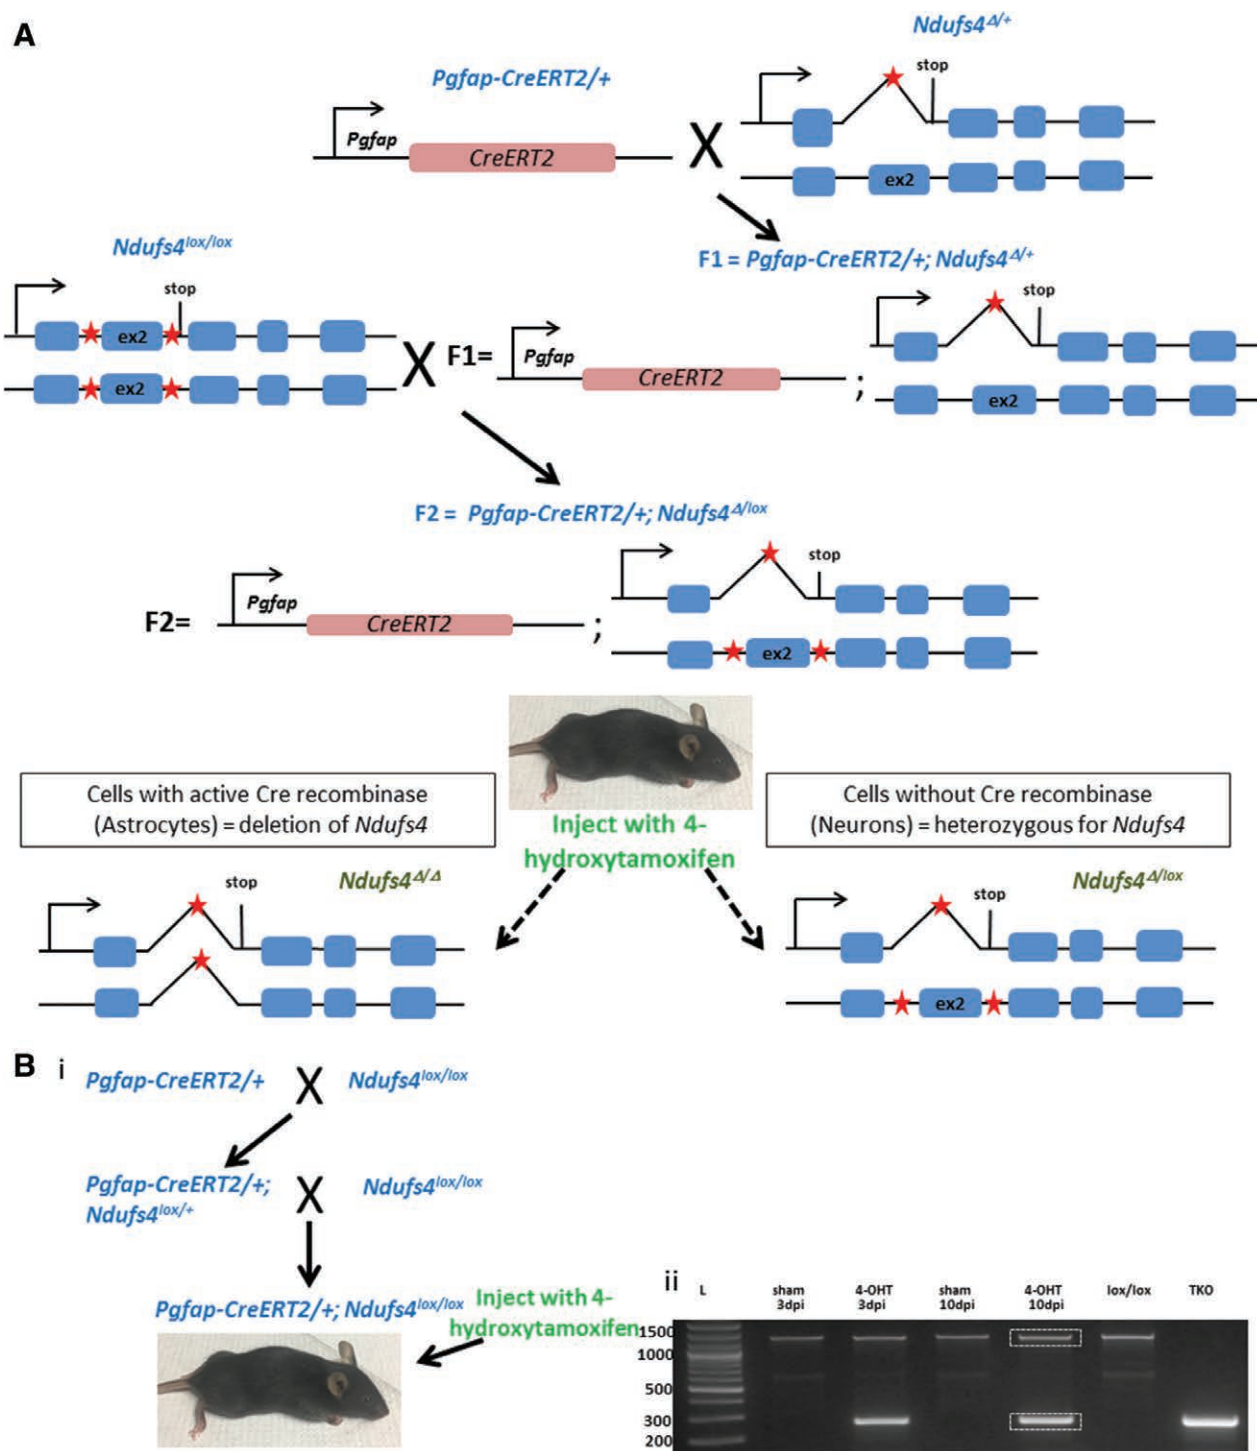 A
Ndufs4Δ/+
Pgfap-CreERT2/+
stop
Pgfap
CreERT2
X
ex2
Ndufs4lox/lox
F1 = Pgfap-CreERT2/+; Ndufs4Δ/+
stop
stop
ex2
X
F1=
Pgfap
CreERT2
;
ex2
ex2
F2 = Pgfap-CreERT2/+; Ndufs4Δ/lox
stop
F2=
Pgfap
CreERT2
;
ex2
Cells with active Cre recombinase
(Astrocytes) = deletion of Ndufs4
Inject with 4-
hydroxytamoxifen
Cells without Cre recombinase
(Neurons) = heterozygous for Ndufs4
Ndufs4Δ/Δ
stop
Ndufs4Δ/lox
stop
ex2
B i
Pgfap-CreERT2/+ X Ndufs4lox/lox
Pgfap-CreERT2/+;
Ndufs4lox/+
X Ndufs4lox/lox
Pgfap-CreERT2/+; Ndufs4lox/lox
Inject with 4-
hydroxytamoxifen
ii
L
sham
3dpi
4-OHT
3dpi
sham
10dpi
4-OHT
10dpi
lox/lox
TKO
1500
1000
500
300
200